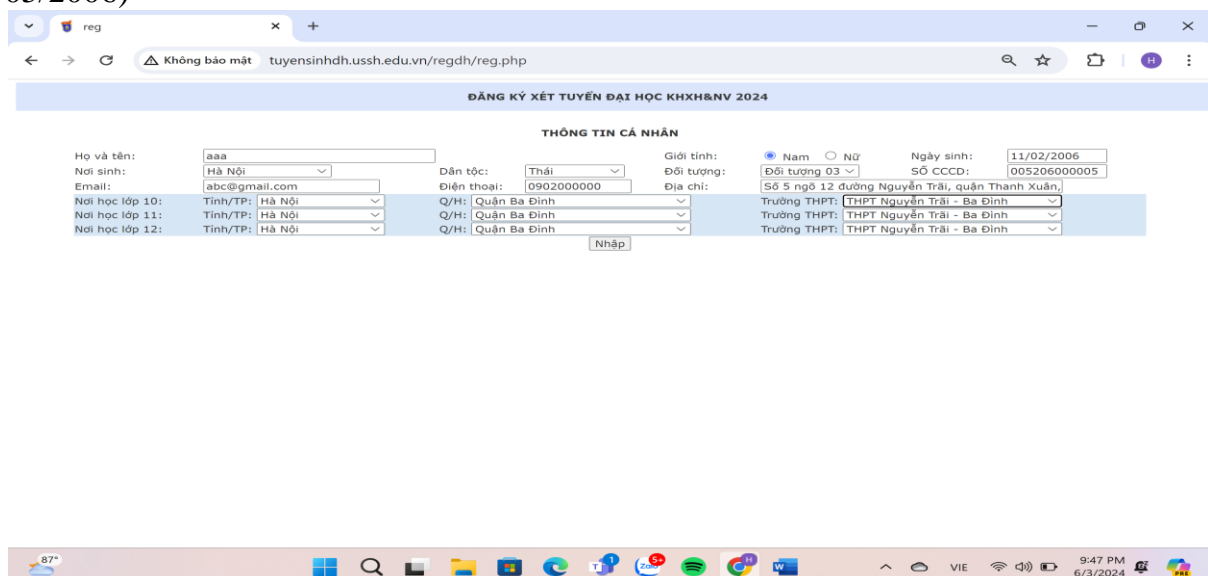 05/2006)
reg
Không bảo mật tuyensinhdh.ussh.edu.vn/regdh/reg.php
H
ĐĂNG KÝ XÉT TUYỂN ĐẠI HỌC KHXH&NV 2024
THÔNG TIN CÁ NHÂN
Họ và tên: aaa Giới tính: Nam Nữ Ngày sinh: 11/02/2006
Nơi sinh: Hà Nội Dân tộc: Thái Đối tượng: Đối tượng 03 SỐ CCCD: 005206000005
Email: abc@gmail.com Điện thoại: 0902000000 Địa chỉ: Số 5 ngõ 12 đường Nguyễn Trãi, quận Thanh Xuân,
Nơi học lớp 10: Tỉnh/TP: Hà Nội Q/H: Quận Ba Đình Trường THPT: THPT Nguyễn Trãi - Ba Đình
Nơi học lớp 11: Tỉnh/TP: Hà Nội Q/H: Quận Ba Đình Trường THPT: THPT Nguyễn Trãi - Ba Đình
Nơi học lớp 12: Tỉnh/TP: Hà Nội Q/H: Quận Ba Đình Trường THPT: THPT Nguyễn Trãi - Ba Đình
Nhập
87° 1 Zalo 5+ H W VIE 9:47 PM
6/3/2024 PRE